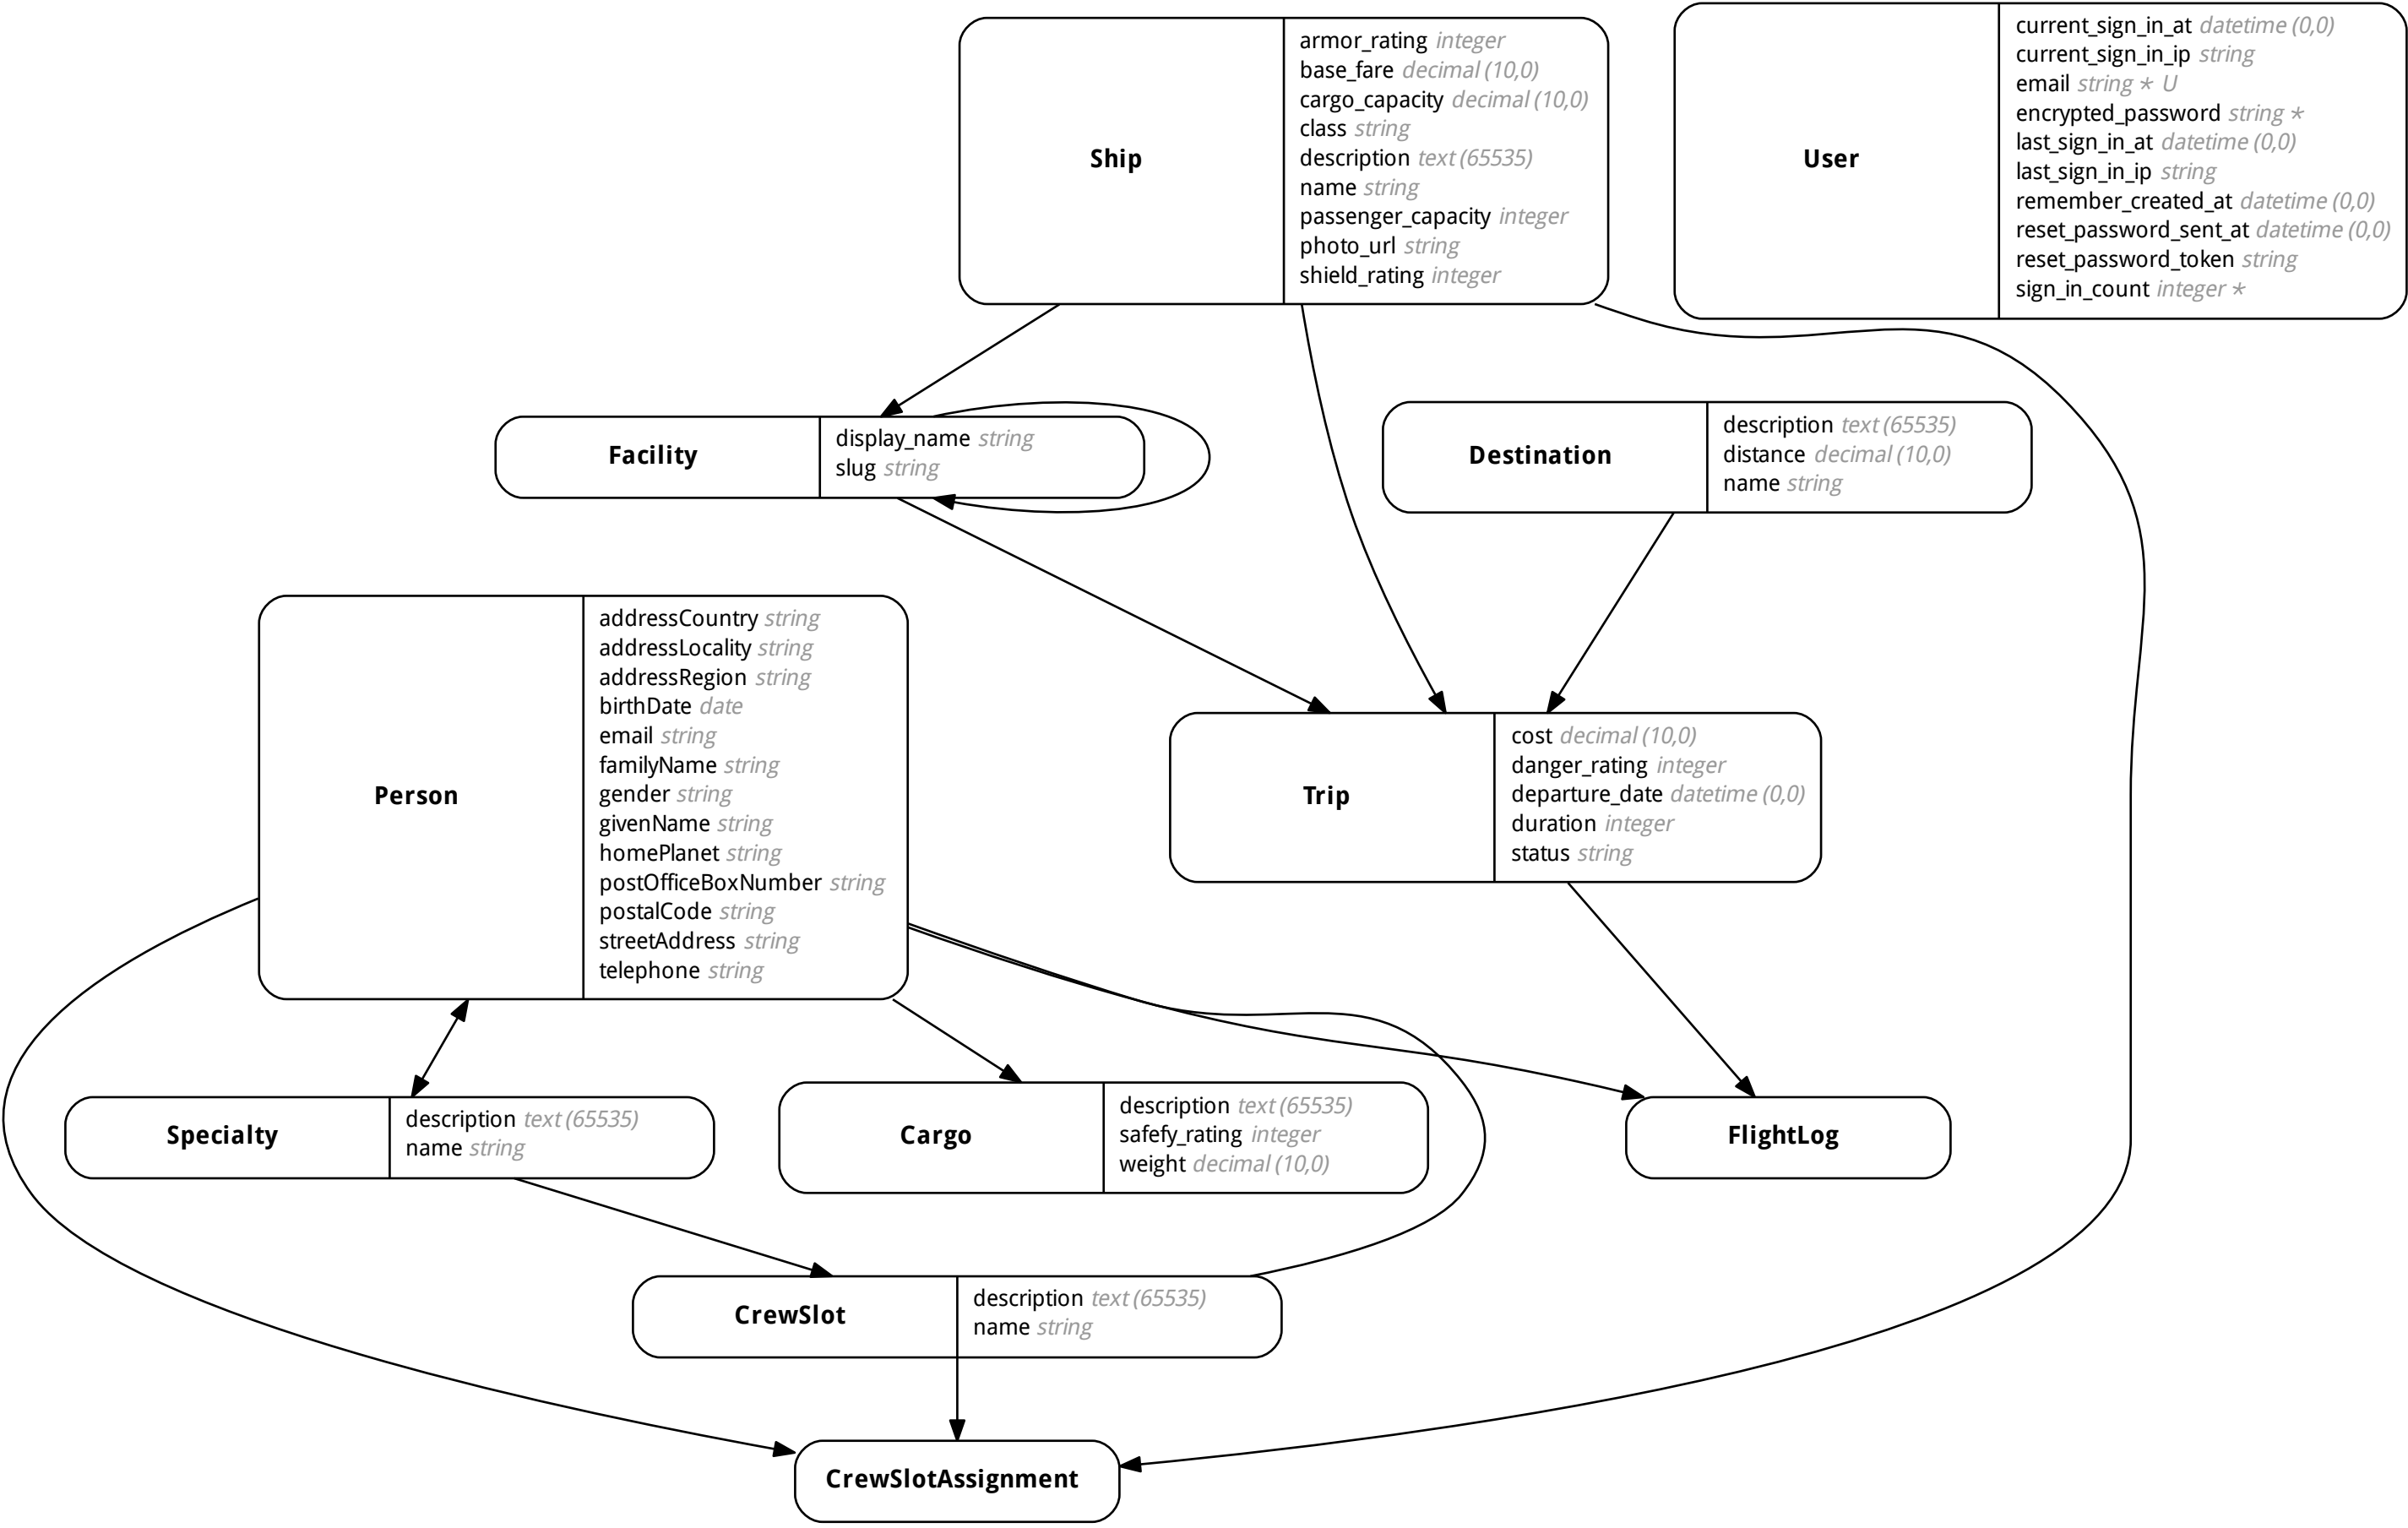 Ship
armor_rating integer
base_fare decimal (10,0)
cargo_capacity decimal (10,0)
class string
description text (65535)
name string
passenger_capacity integer
photo_url string
shield_rating integer
User
current_sign_in_at datetime (0,0)
current_sign_in_ip string
email string * U
encrypted_password string *
last_sign_in_at datetime (0,0)
last_sign_in_ip string
remember_created_at datetime (0,0)
reset_password_sent_at datetime (0,0)
reset_password_token string
sign_in_count integer *
Facility
display_name string
slug string
Destination
description text (65535)
distance decimal (10,0)
name string
Person
addressCountry string
addressLocality string
addressRegion string
birthDate date
email string
familyName string
gender string
givenName string
homePlanet string
postOfficeBoxNumber string
postalCode string
streetAddress string
telephone string
Trip
cost decimal (10,0)
danger_rating integer
departure_date datetime (0,0)
duration integer
status string
Specialty
description text (65535)
name string
Cargo
description text (65535)
safefy_rating integer
weight decimal (10,0)
FlightLog
CrewSlot
description text (65535)
name string
CrewSlotAssignment